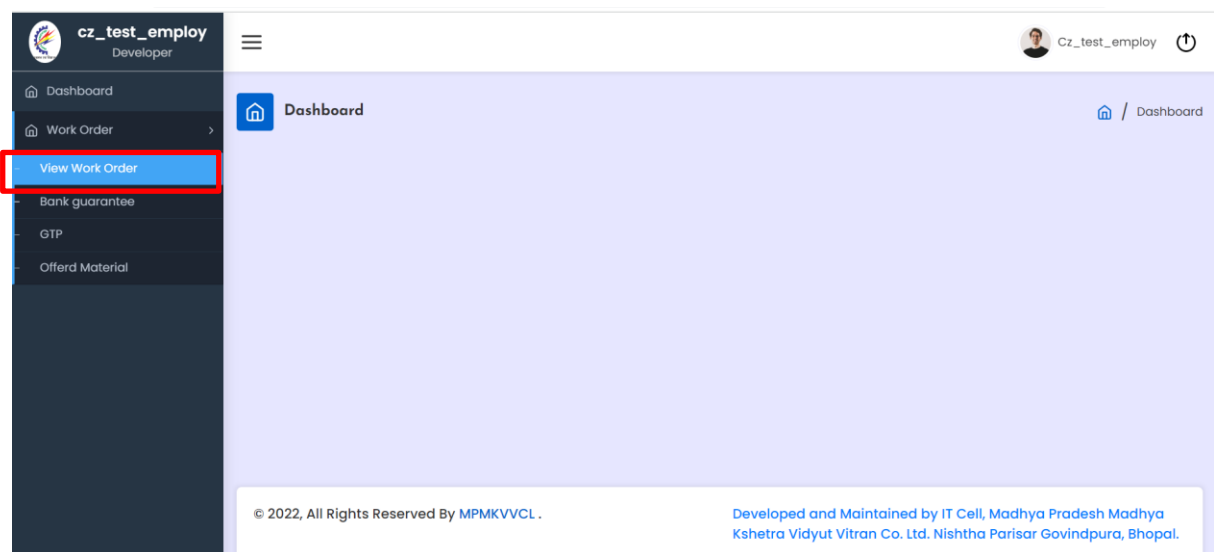 cz_test_employ
Developer
Cz_test_employ
Dashboard
Work Order
View Work Order
Bank guarantee
GTP
Offerd Material
Dashboard
/ Dashboard
© 2022, All Rights Reserved By MPMKVVCL .
Developed and Maintained by IT Cell, Madhya Pradesh Madhya
Kshetra Vidyut Vitran Co. Ltd. Nishtha Parisar Govindpura, Bhopal.